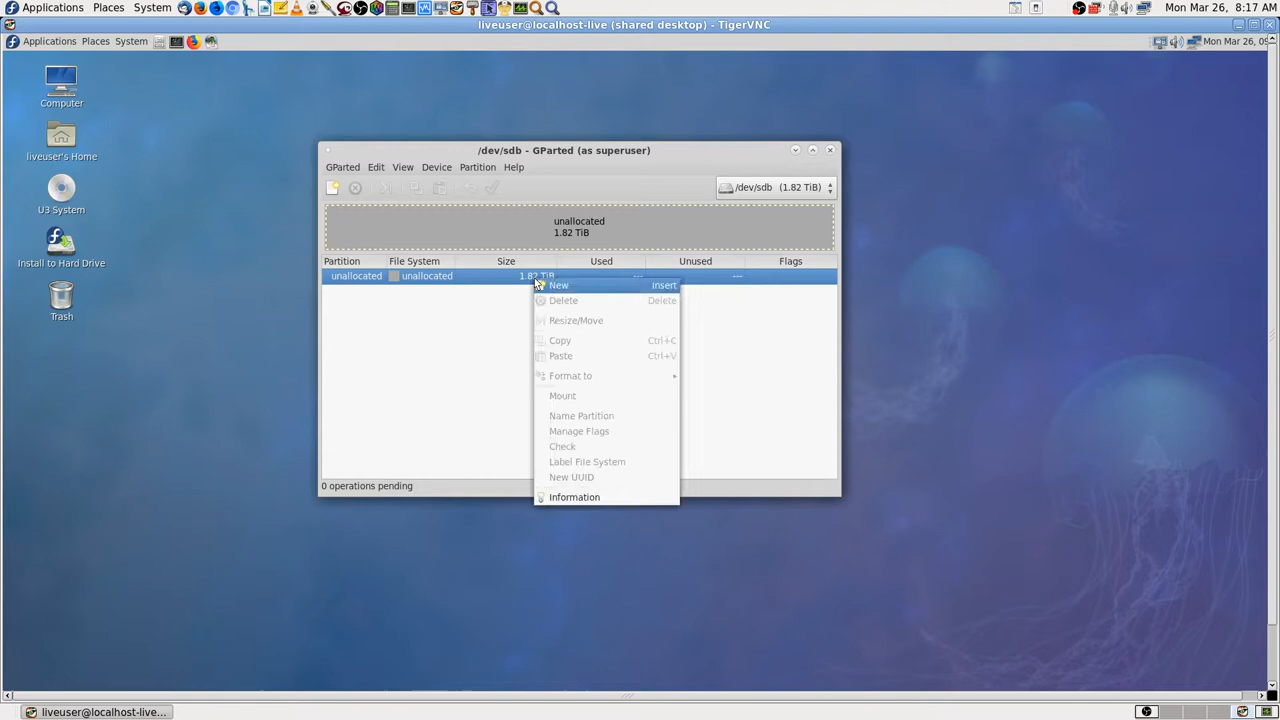 Applications Places System Mon Mar 26, 8:17 AM
liveuser@localhost-live (shared desktop) - TigerVNC
Applications Places System Mon Mar 26, 09
Computer
liveuser's Home
U3 System
Install to Hard Drive
Trash
/dev/sdb - GParted (as superuser)
GParted Edit View Device Partition Help
/dev/sdb (1.82 TiB)
unallocated
1.82 TiB
Partition File System Size Used Unused Flags
unallocated unallocated 1.82 TiB --- ---
New Insert
Delete Delete
Resize/Move
Copy Ctrl+C
Paste Ctrl+V
Format to
Mount
Name Partition
Manage Flags
Check
Label File System
New UUID
Information
0 operations pending
liveuser@localhost-live...